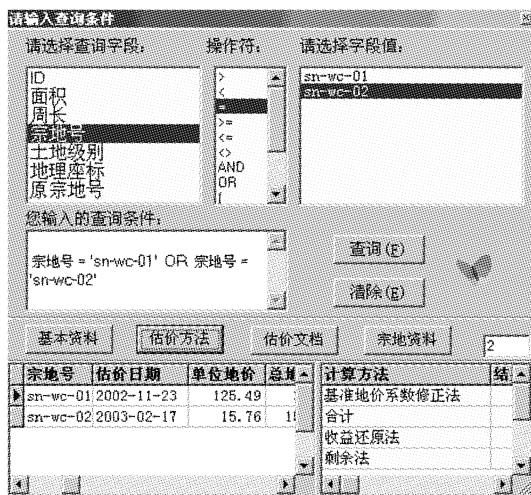 请输入查询条件
请选择查询字段:
操作符:
请选择字段值:
ID
面积
周长
宗地号
土地级别
地理座标
原宗地号
>
<
=
>=
<=
<>
AND
OR
(
sn-wc-01
sn-wc-02
您输入的查询条件:
宗地号 = 'sn-wc-01' OR 宗地号 =
'sn-wc-02'
查询(F)
清除(E)
基本资料
估价方法
估价文档
宗地资料
2
宗地号 估价日期 单位地价 总地
sn-wc-01 2002-11-23 125.49
sn-wc-02 2003-02-17 15.76 15
计算方法 结
基准地价系数修正法
合计
收益还原法
剩余法